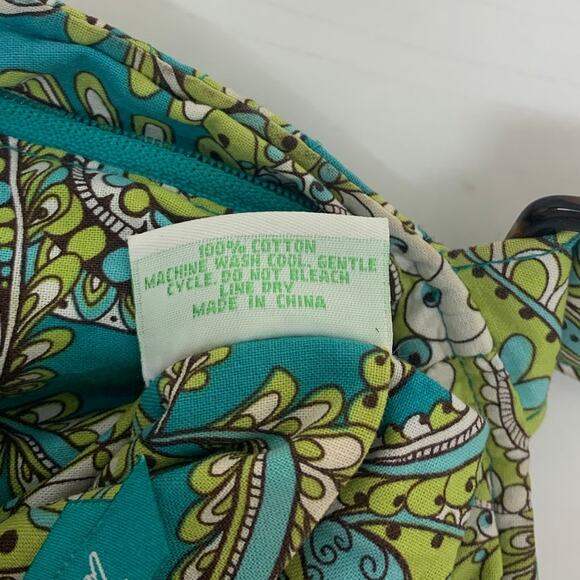 100% COTTON
MACHINE WASH COOL, GENTLE
CYCLE, DO NOT BLEACH
LINE DRY
MADE IN CHINA